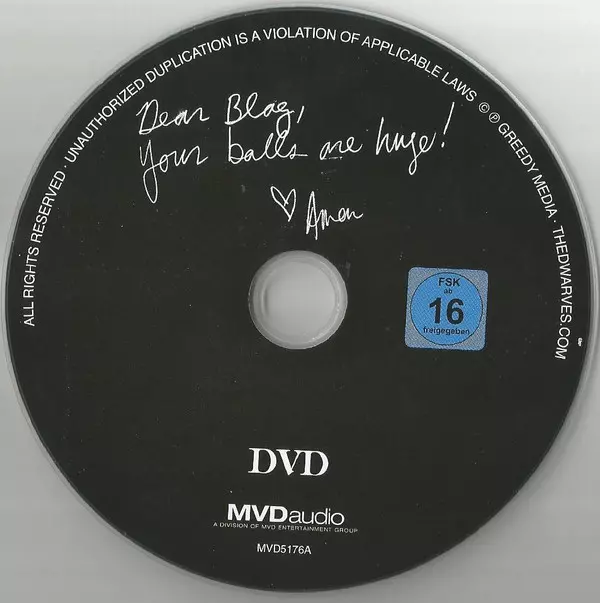 ALL RIGHTS RESERVED · UNAUTHORIZED DUPLICATION IS A VIOLATION OF APPLICABLE LAWS © ℗ GREEDY MEDIA · THEDWARVES.COM
Dear Blag,
Your balls are huge!
♡ Amen
FSK
ab
16
freigegeben
DVD
MVDaudio
A DIVISION OF MVD ENTERTAINMENT GROUP
MVD5176A